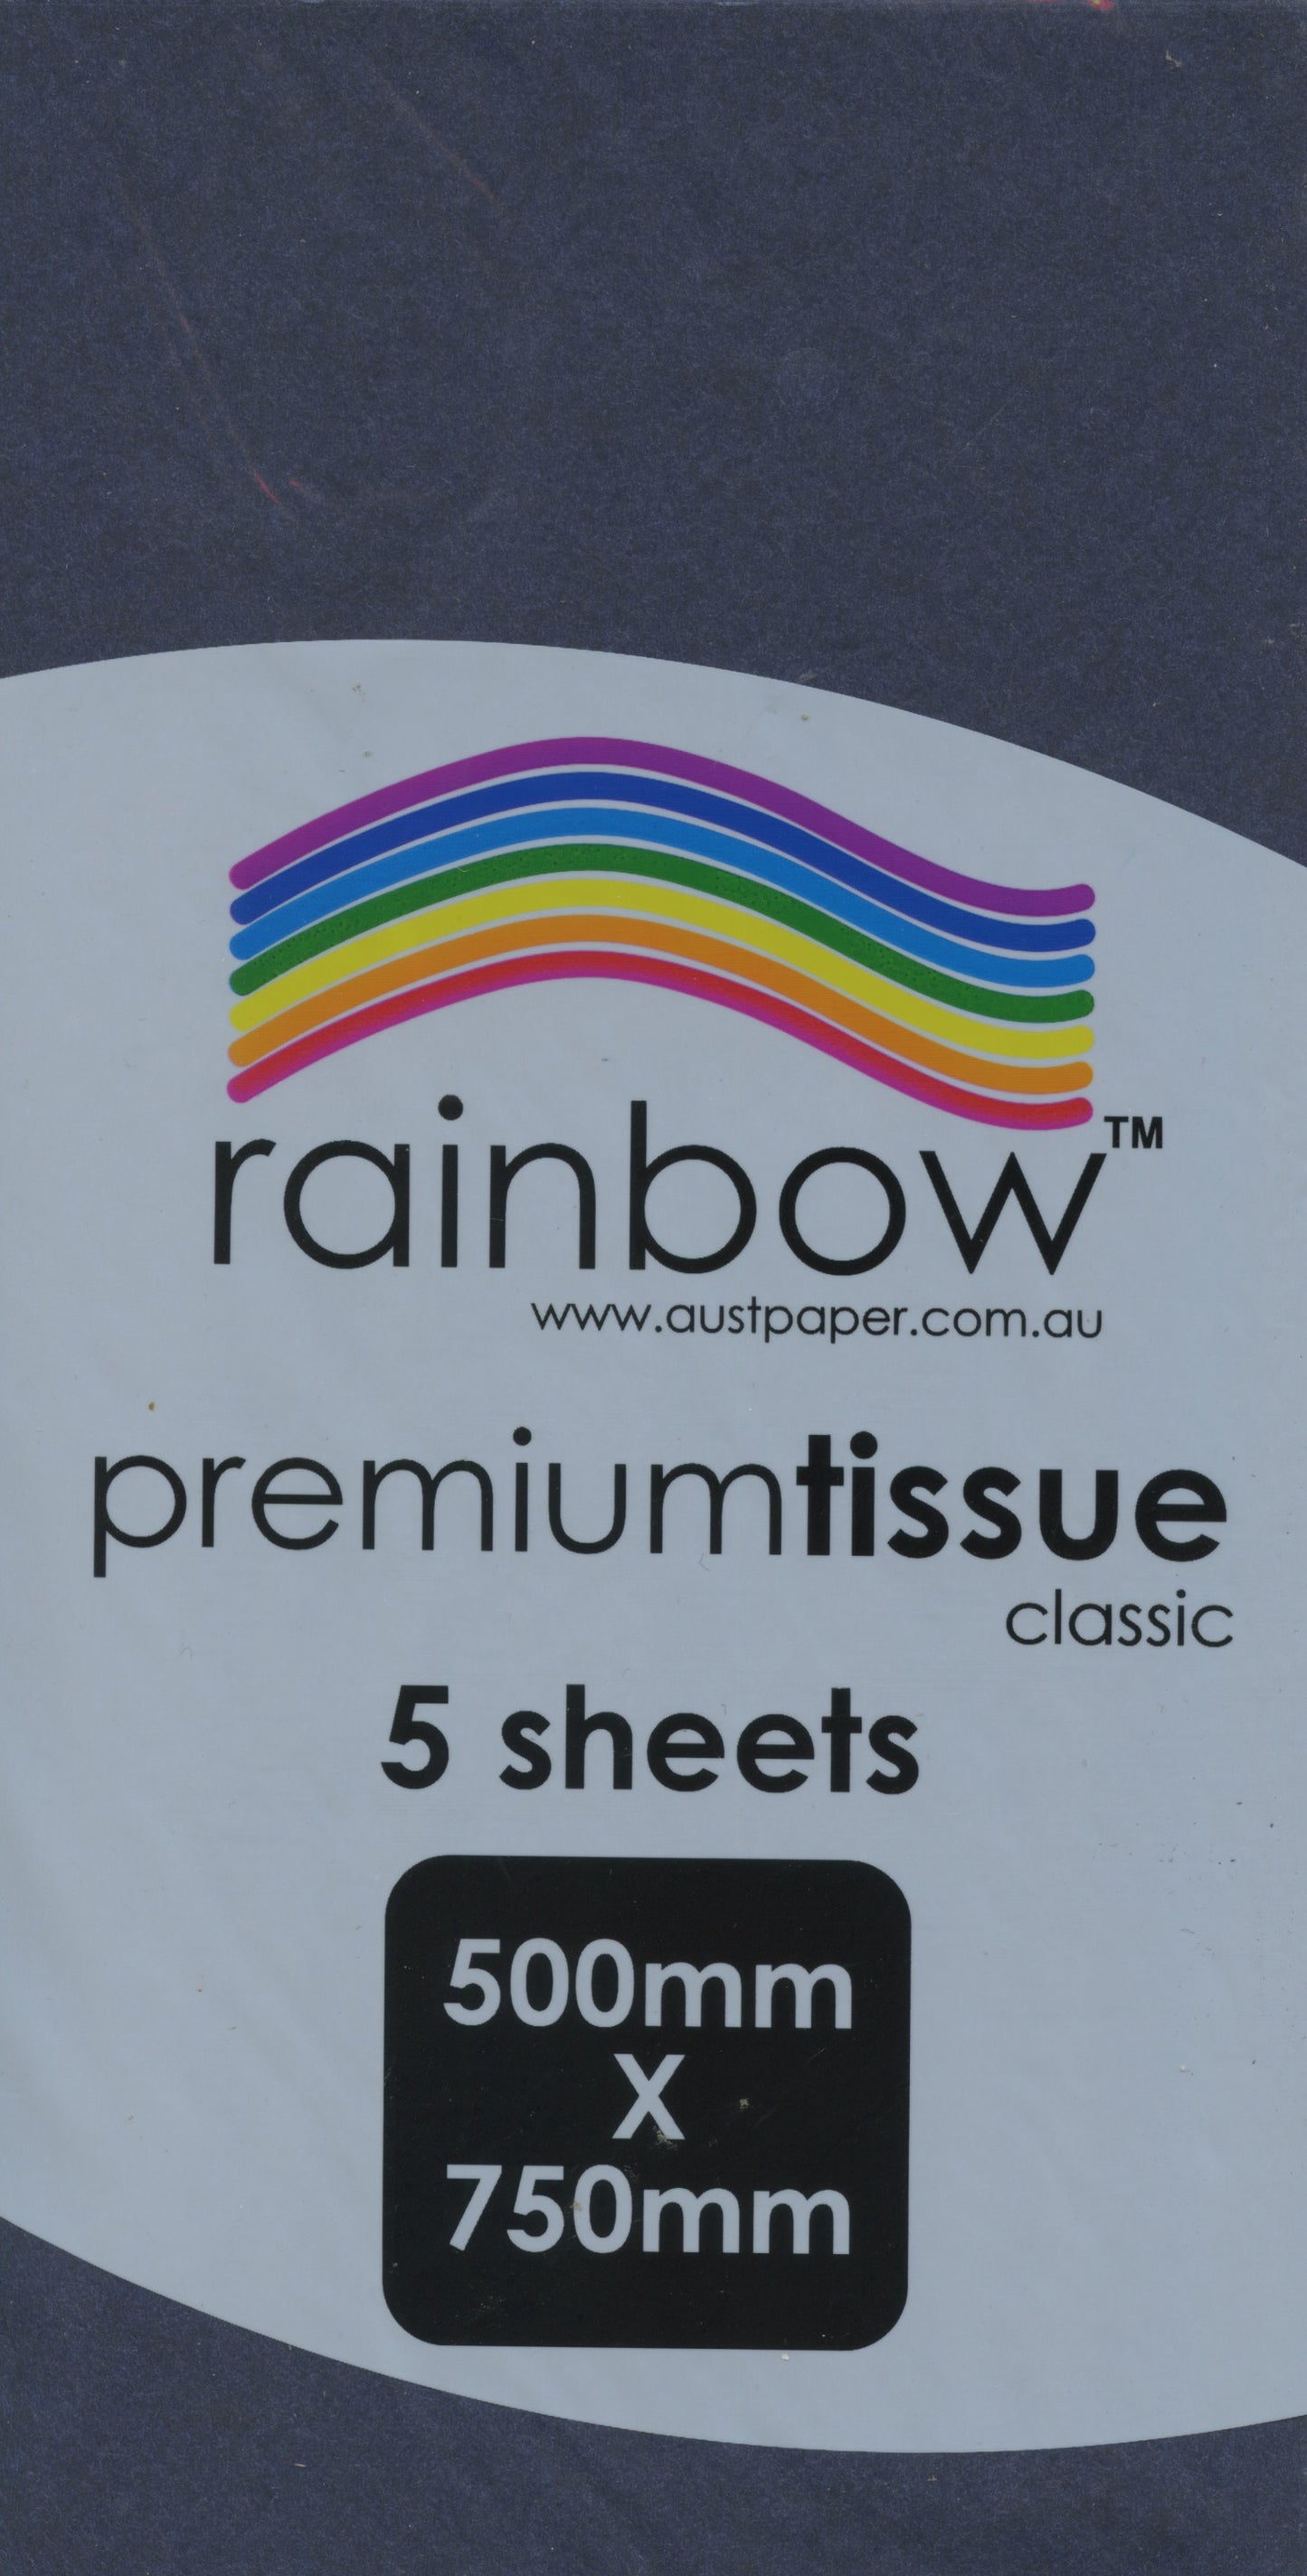 rainbow™
www.austpaper.com.au
premiumtissue
classic
5 sheets
500mm
X
750mm